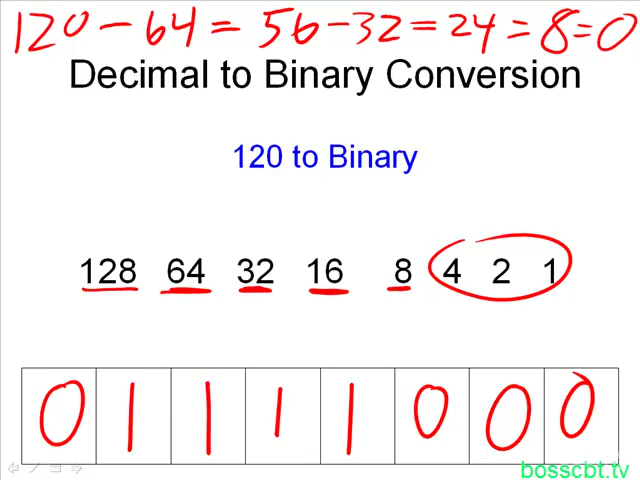 120 - 64 = 56 - 32 = 24 = 8 = 0
Decimal to Binary Conversion
120 to Binary
128 64 32 16 8 4 2 1
0 1 1 1 1 0 0 0
bosscbt.tv